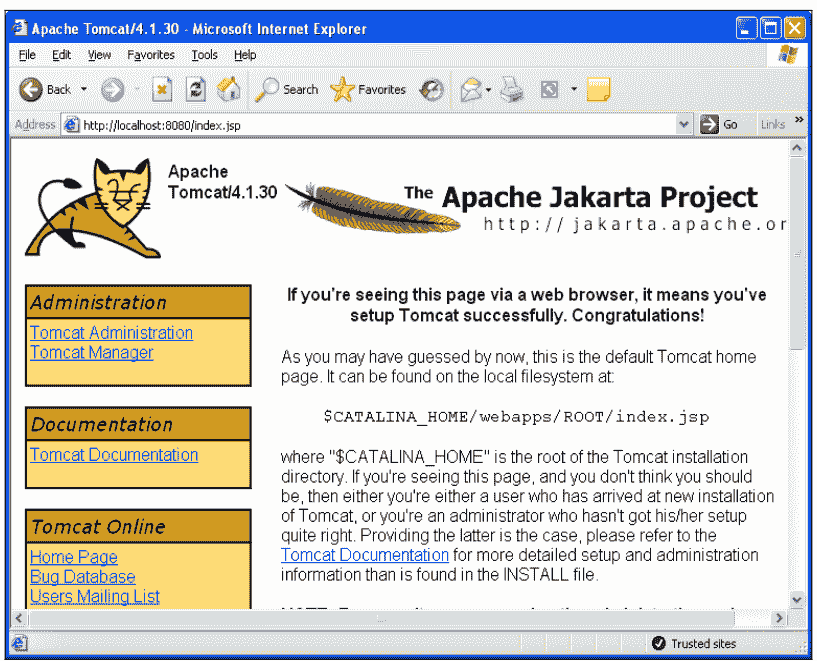 Apache Tomcat/4.1.30 - Microsoft Internet Explorer
File Edit View Favorites Tools Help
Back Search Favorites
Address http://localhost:8080/index.jsp Go Links »
Apache
Tomcat/4.1.30
The Apache Jakarta Project
http://jakarta.apache.or
Administration
Tomcat Administration
Tomcat Manager
Documentation
Tomcat Documentation
Tomcat Online
Home Page
Bug Database
Users Mailing List
If you're seeing this page via a web browser, it means you've
setup Tomcat successfully. Congratulations!
As you may have guessed by now, this is the default Tomcat home
page. It can be found on the local filesystem at:
$CATALINA_HOME/webapps/ROOT/index.jsp
where "$CATALINA_HOME" is the root of the Tomcat installation
directory. If you're seeing this page, and you don't think you should
be, then either you're either a user who has arrived at new installation
of Tomcat, or you're an administrator who hasn't got his/her setup
quite right. Providing the latter is the case, please refer to the
Tomcat Documentation for more detailed setup and administration
information than is found in the INSTALL file.
Trusted sites